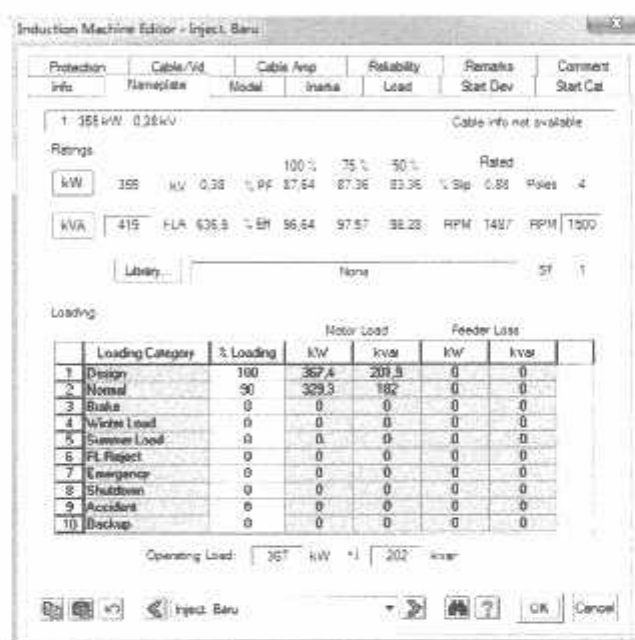 Induction Machine Editor - Inject. Baru
Protection Cable/Vd Cable Amp Reliability Remarks Comment
Info Nameplate Model Inertia Load Start Dev Start Cat
355 kW 0,38 kV Cable info not available
Ratings
100 % 75 % 50 % Rated
kW 355 kV 0,38 % PF 87,64 87,36 83,36 % Slip 0,88 Poles 4
kVA 419 FLA 636,8 % Eff 96,64 97,57 98,28 RPM 1487 RPM 1500
Library... None SF 1
Loading
Motor Load Feeder Loss
Loading Category % Loading kW kvar kW kvar
1 Design 100 367,4 201,9 0 0
2 Normal 90 329,3 182 0 0
3 Brake 0 0 0 0 0
4 Winter Load 0 0 0 0 0
5 Summer Load 0 0 0 0 0
6 FL Reject 0 0 0 0 0
7 Emergency 0 0 0 0 0
8 Shutdown 0 0 0 0 0
9 Accident 0 0 0 0 0
10 Backup 0 0 0 0 0
Operating Load: 367 kW +j 202 kvar
Inject. Baru ? OK Cancel